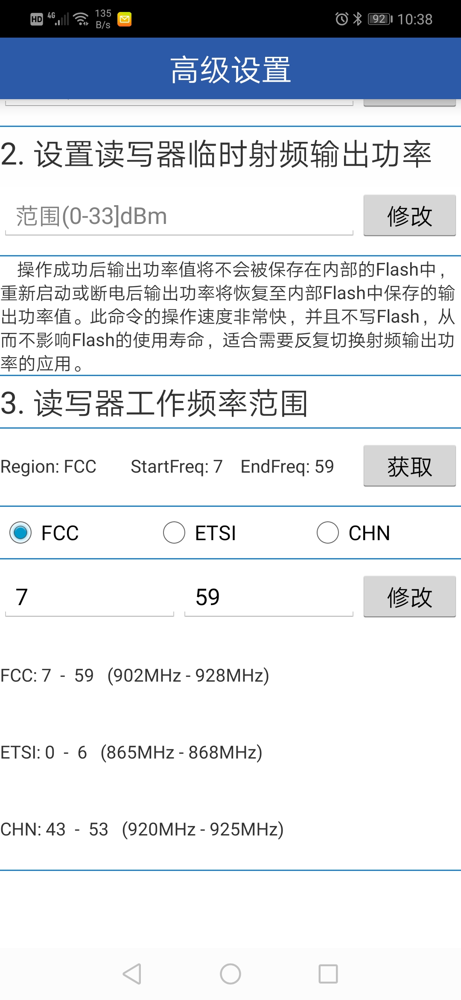 HD 4G 135 B/s 92 10:38
高级设置
2. 设置读写器临时射频输出功率
范围(0-33]dBm 修改
操作成功后输出功率值将不会被保存在内部的Flash中，
重新启动或断电后输出功率将恢复至内部Flash中保存的输
出功率值。此命令的操作速度非常快，并且不写Flash，从
而不影响Flash的使用寿命，适合需要反复切换射频输出功
率的应用。
3. 读写器工作频率范围
Region: FCC StartFreq: 7 EndFreq: 59 获取
FCC ETSI CHN
7 59 修改
FCC: 7 - 59 (902MHz - 928MHz)
ETSI: 0 - 6 (865MHz - 868MHz)
CHN: 43 - 53 (920MHz - 925MHz)